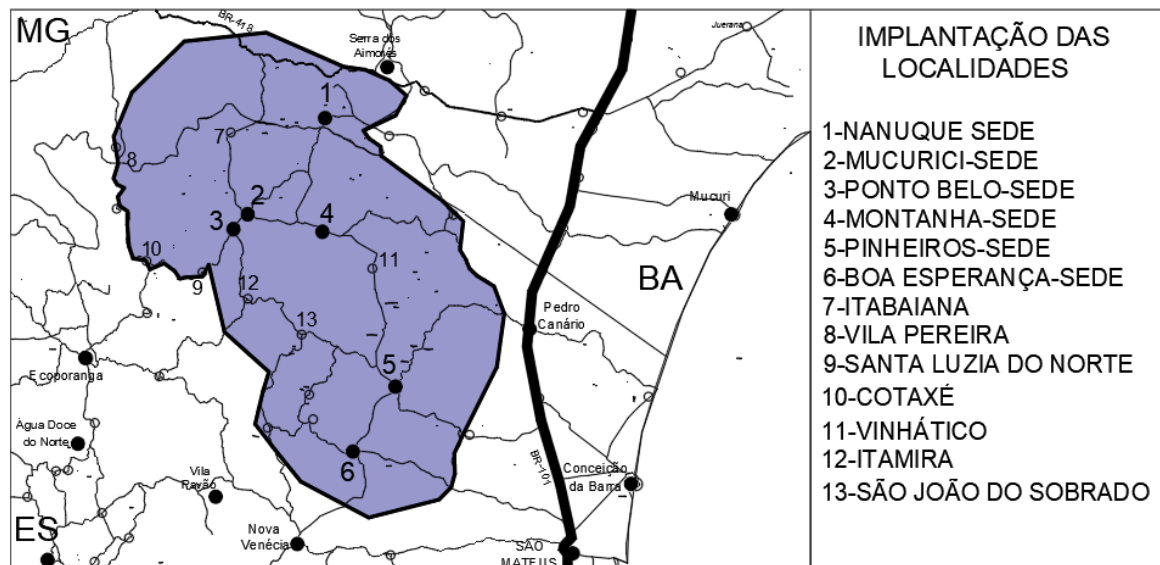 MG
BR-418
Serra dos
Aimorés
Juerana
1
7
8
2
3
4
Mucuri
10
9
11
BA
12
13
Pedro
Canário
5
Ecoporanga
Àgua Doce
do Norte
6
BR-101
Vila
Pavão
Conceição
da Barra
ES
Nova
Venécia
SÃO
MATEUS
IMPLANTAÇÃO DAS
LOCALIDADES
1-NANUQUE SEDE
2-MUCURICI-SEDE
3-PONTO BELO-SEDE
4-MONTANHA-SEDE
5-PINHEIROS-SEDE
6-BOA ESPERANÇA-SEDE
7-ITABAIANA
8-VILA PEREIRA
9-SANTA LUZIA DO NORTE
10-COTAXÉ
11-VINHÁTICO
12-ITAMIRA
13-SÃO JOÃO DO SOBRADO